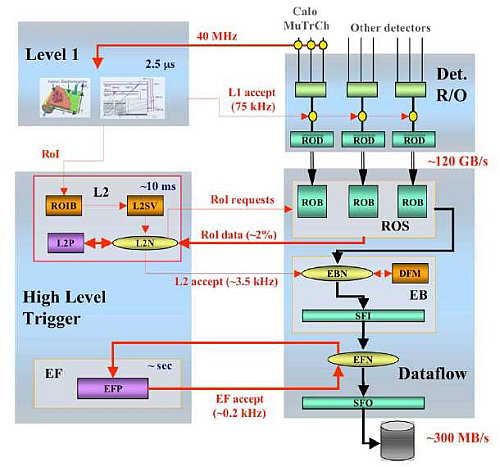 Calo
MuTrCh
Other detectors
40 MHz
Level 1
2.5 µs
Det.
R/O
L1 accept
(75 kHz)
ROD
ROD
ROD
RoI
~120 GB/s
L2
~10 ms
ROIB
L2SV
L2P
L2N
RoI requests
RoI data (~2%)
ROB
ROB
ROB
ROS
L2 accept (~3.5 kHz)
EBN
DFM
EB
SFI
High Level
Trigger
EF
~ sec
EFP
EF accept
(~0.2 kHz)
EFN
Dataflow
SFO
~300 MB/s